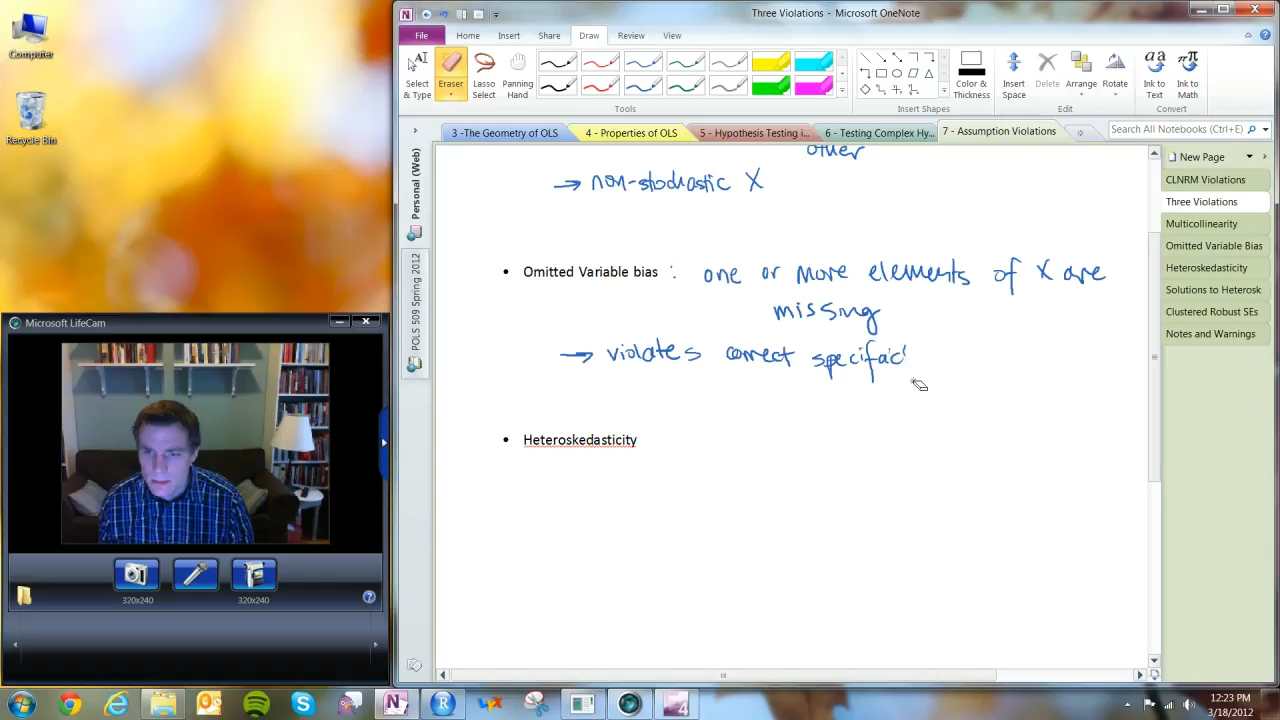 Three Violations - Microsoft OneNote
Computer
File Home Insert Share Draw Review View
Select & Type
Eraser
Lasso Select
Panning Hand
Color & Thickness
Insert Space
Delete
Arrange
Rotate
Ink to Text
Ink to Math
Tools
Insert Shapes
Edit
Convert
Recycle Bin
3 -The Geometry of OLS
4 - Properties of OLS
5 - Hyhthesis Testing i...
6 - Testing Complex Hy...
7 - Assumption Violations
Search All Notebooks (Ctrl+E)
New Page
CLNRM Violations
Three Violations
Multicollinearity
Omitted Variable Bias
Heteroskedasticity
Solutions to Heterosk
Clustered Robust SEs
Notes and Warnings
Personal (Web)
POLS 509 Spring 2012
other
→ non-stochastic X
• Omitted Variable bias : one or more elements of X are
missing
→ violates correct specifac
• Heteroskedasticity
Microsoft LifeCam
320x240
320x240
12:23 PM
3/18/2012